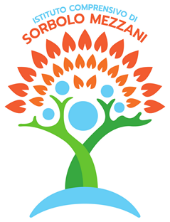 ISTITUTO COMPRENSIVO DI
SORBOLO MEZZANI